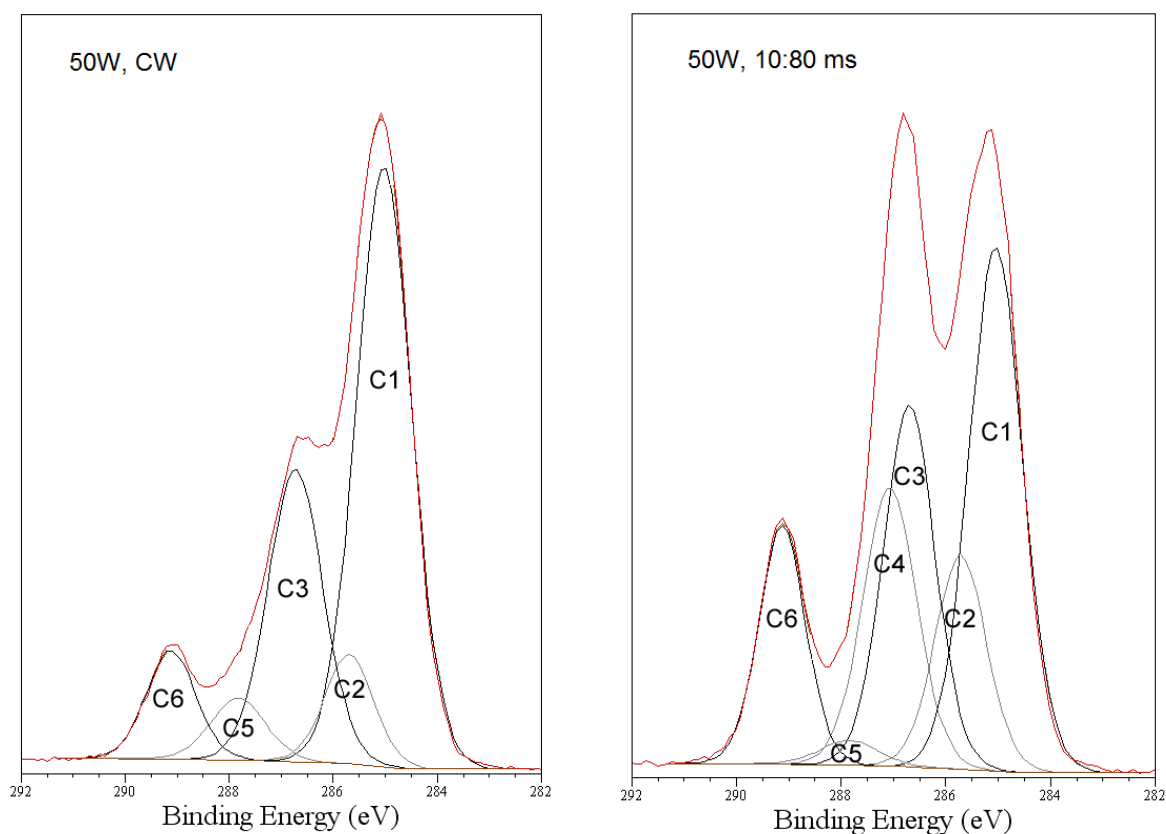 50W, CW
C1
C3
C2
C6
C5
292 290 288 286 284 282
Binding Energy (eV)
50W, 10:80 ms
C1
C3
C4
C2
C6
C5
292 290 288 286 284 282
Binding Energy (eV)